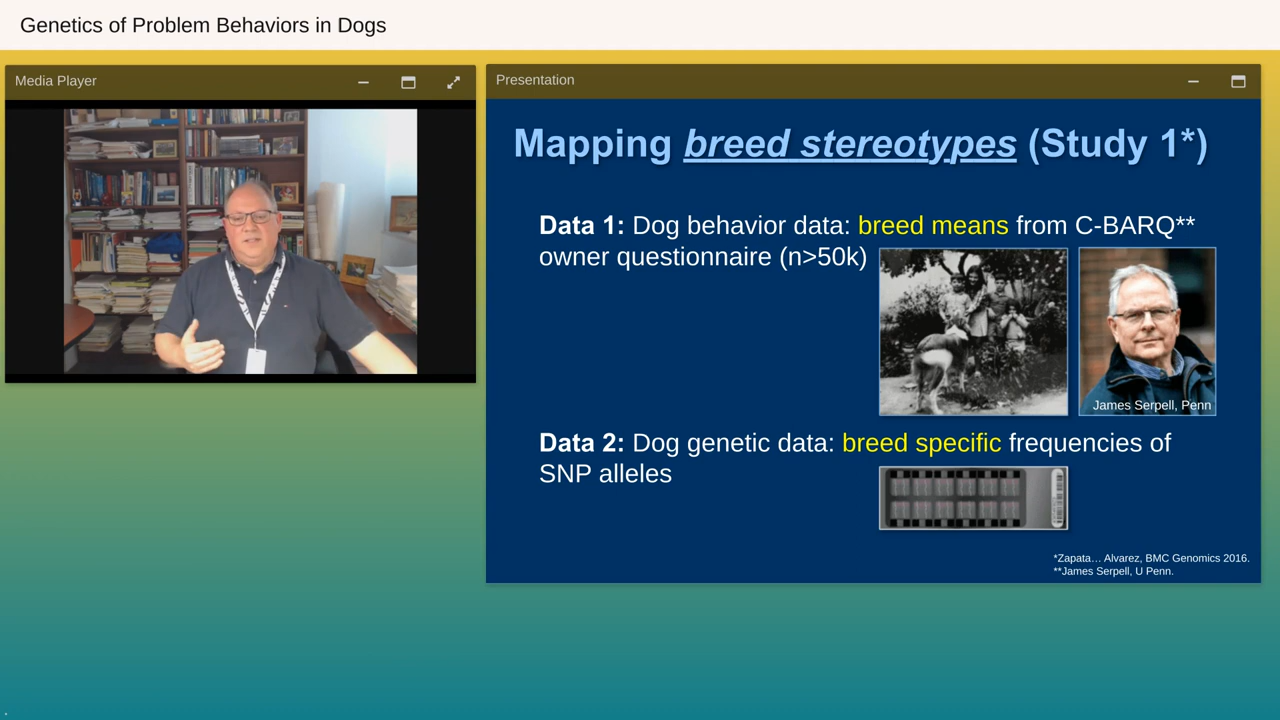 Genetics of Problem Behaviors in Dogs
Media Player
Presentation
Mapping breed stereotypes (Study 1*)
Data 1: Dog behavior data: breed means from C-BARQ**
owner questionnaire (n>50k)
James Serpell, Penn
Data 2: Dog genetic data: breed specific frequencies of
SNP alleles
*Zapata… Alvarez, BMC Genomics 2016.
**James Serpell, U Penn.